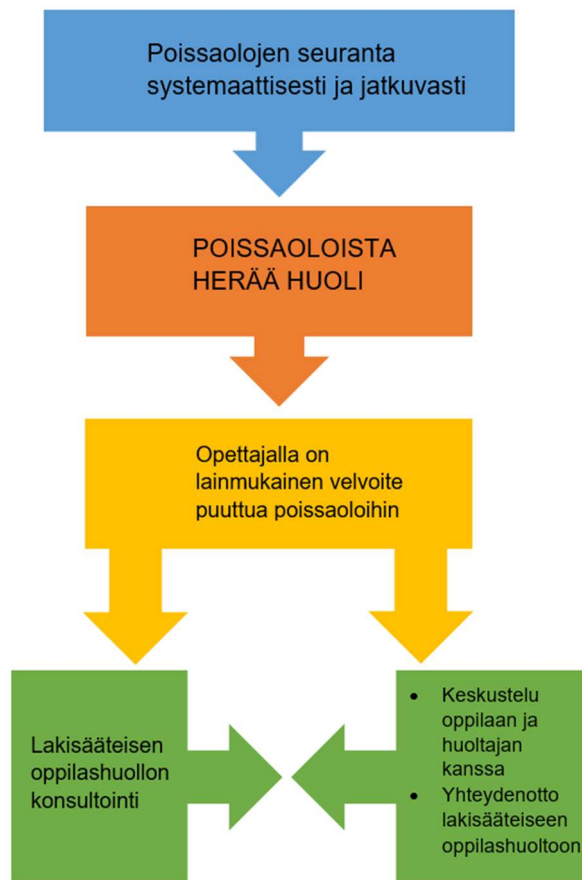 Poissaolojen seuranta
systemaattisesti ja jatkuvasti
POISSAOLOISTA
HERÄÄ HUOLI
Opettajalla on
lainmukainen velvoite
puuttua poissaoloihin
Lakisääteisen
oppilashuollon
konsultointi
• Keskustelu
oppilaan ja
huoltajan
kanssa
• Yhteydenotto
lakisääteiseen
oppilashuoltoon